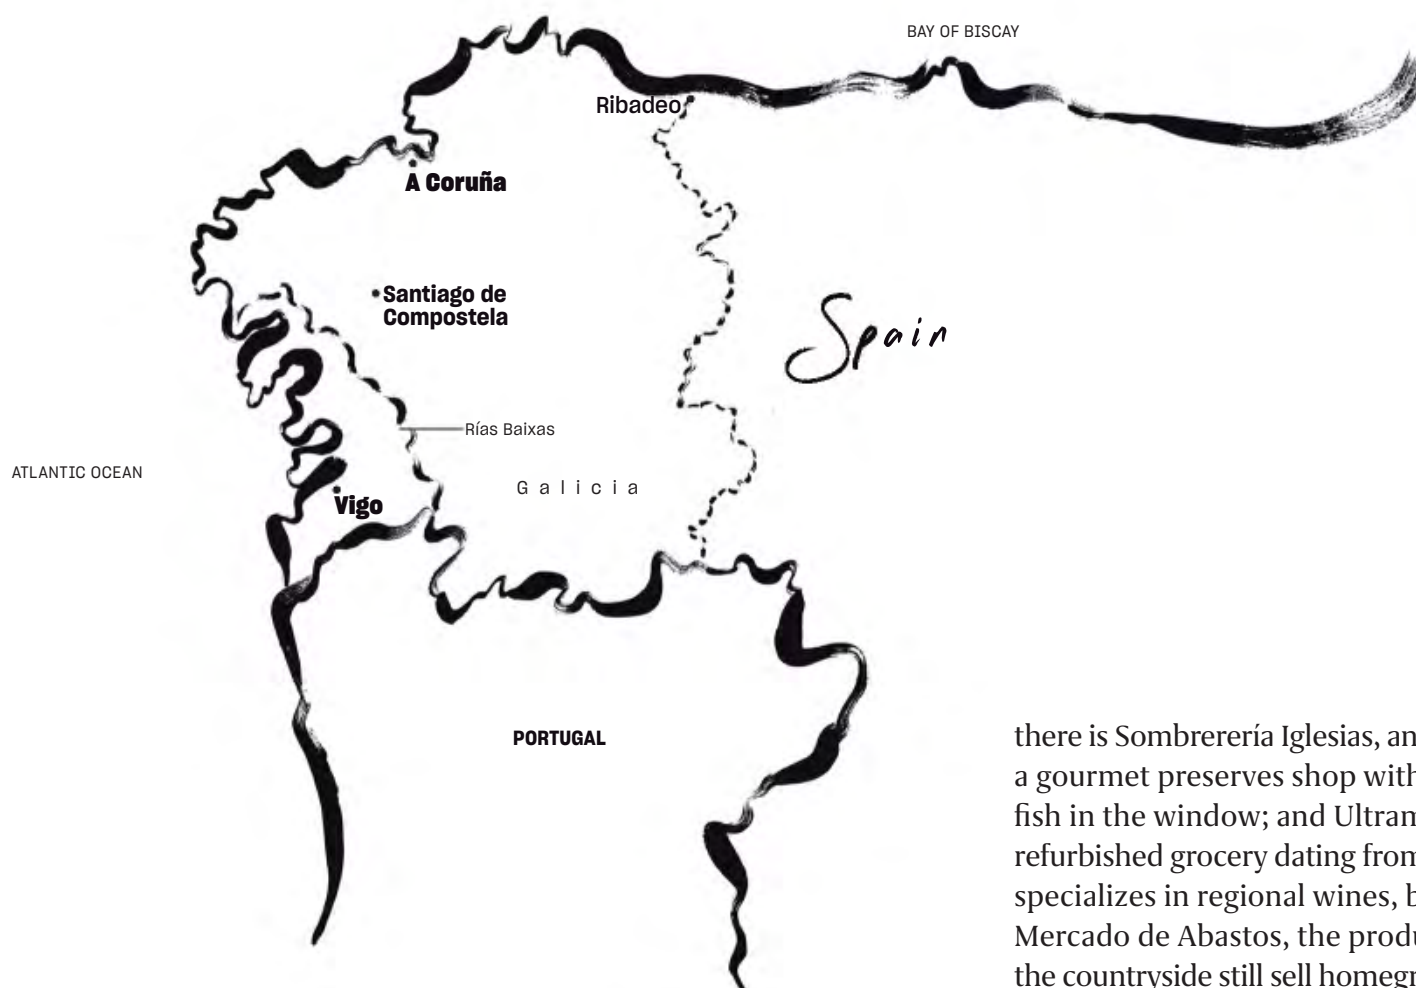 BAY OF BISCAY
Ribadeo
A Coruña
Santiago de
Compostela
Spain
Rías Baixas
ATLANTIC OCEAN
Galicia
Vigo
PORTUGAL
there is Sombrerería Iglesias, an
a gourmet preserves shop with
fish in the window; and Ultram
refurbished grocery dating from
specializes in regional wines, b
Mercado de Abastos, the produ
the countryside still sell homegr